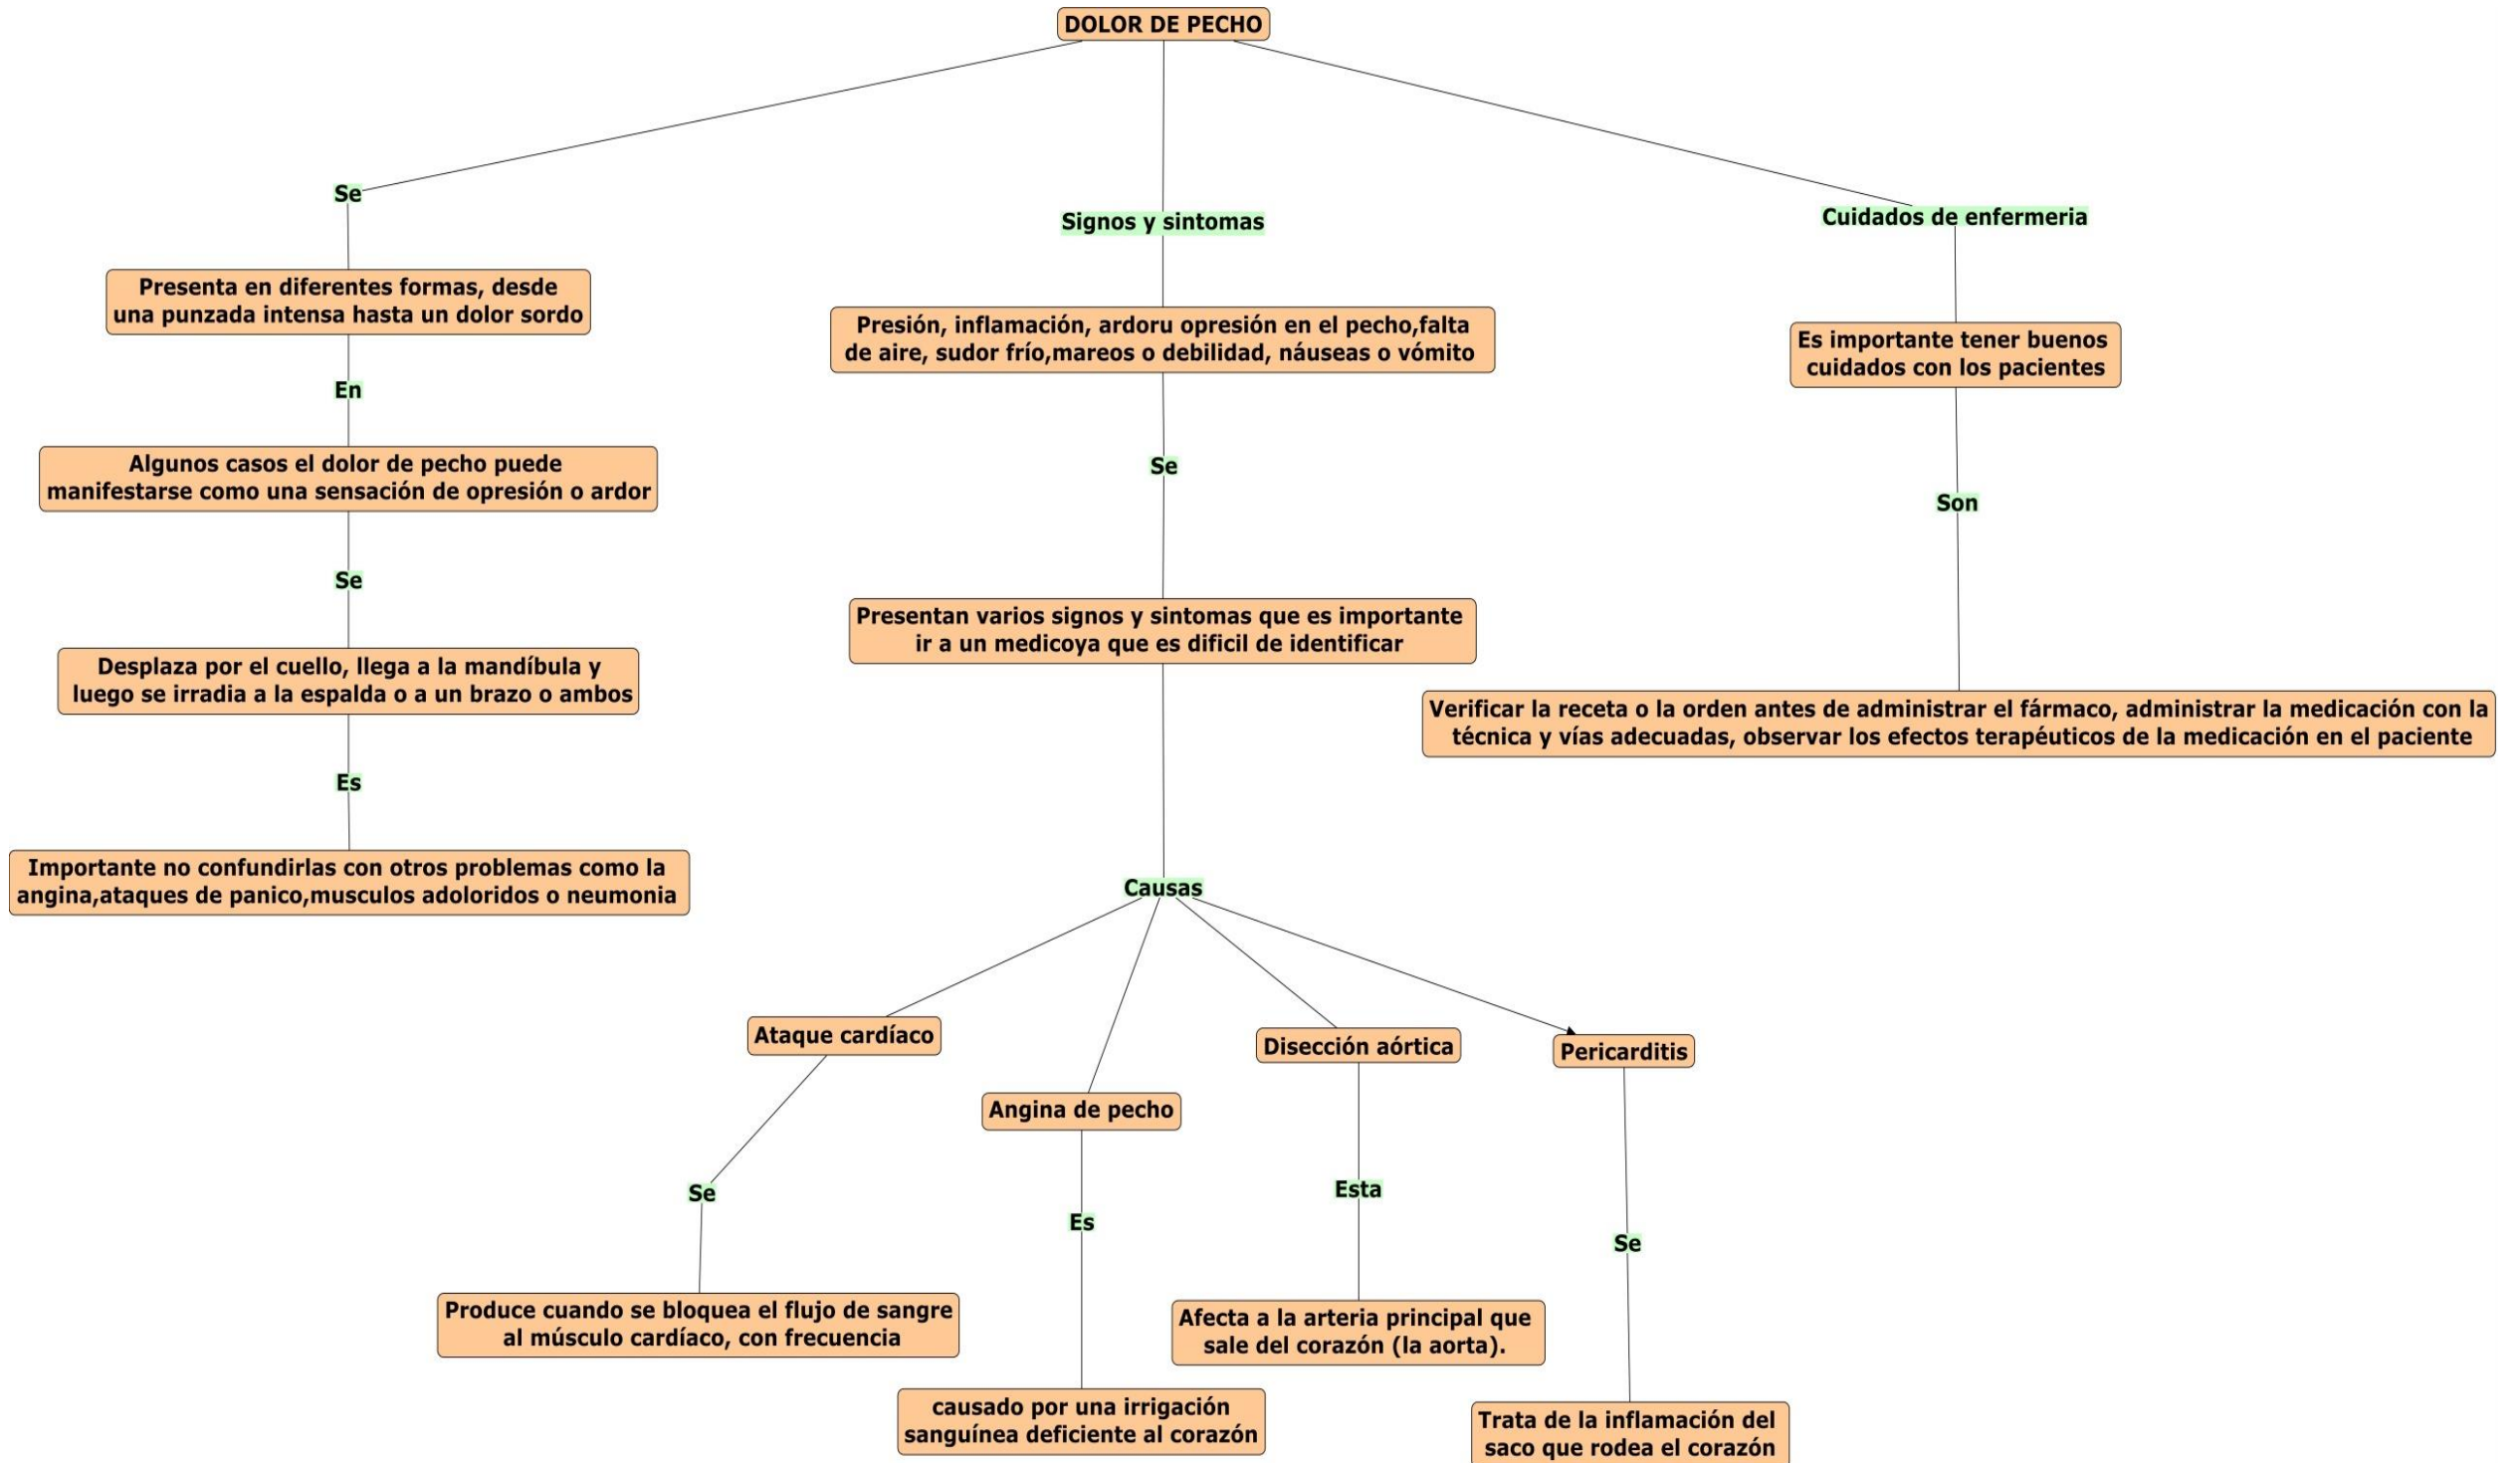 DOLOR DE PECHO
Se
Presenta en diferentes formas, desde
una punzada intensa hasta un dolor sordo
En
Algunos casos el dolor de pecho puede
manifestarse como una sensación de opresión o ardor
Se
Desplaza por el cuello, llega a la mandíbula y
luego se irradia a la espalda o a un brazo o ambos
Es
Importante no confundirlas con otros problemas como la
angina,ataques de panico,musculos adoloridos o neumonia
Signos y sintomas
Presión, inflamación, ardoru opresión en el pecho,falta
de aire, sudor frío,mareos o debilidad, náuseas o vómito
Se
Presentan varios signos y sintomas que es importante
ir a un medicoya que es dificil de identificar
Causas
Ataque cardíaco
Se
Produce cuando se bloquea el flujo de sangre
al músculo cardíaco, con frecuencia
Angina de pecho
Es
causado por una irrigación
sanguínea deficiente al corazón
Disección aórtica
Esta
Afecta a la arteria principal que
sale del corazón (la aorta).
Pericarditis
Se
Trata de la inflamación del
saco que rodea el corazón
Cuidados de enfermeria
Es importante tener buenos
cuidados con los pacientes
Son
Verificar la receta o la orden antes de administrar el fármaco, administrar la medicación con la
técnica y vías adecuadas, observar los efectos terapéuticos de la medicación en el paciente